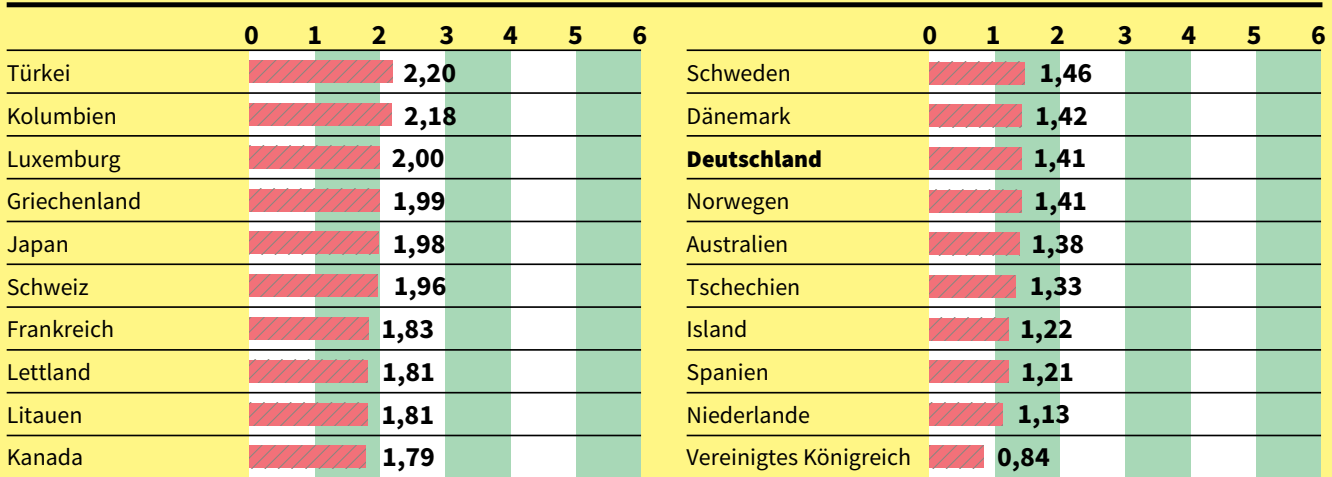 0 1 2 3 4 5 6
Türkei 2,20
Kolumbien 2,18
Luxemburg 2,00
Griechenland 1,99
Japan 1,98
Schweiz 1,96
Frankreich 1,83
Lettland 1,81
Litauen 1,81
Kanada 1,79
0 1 2 3 4 5 6
Schweden 1,46
Dänemark 1,42
Deutschland 1,41
Norwegen 1,41
Australien 1,38
Tschechien 1,33
Island 1,22
Spanien 1,21
Niederlande 1,13
Vereinigtes Königreich 0,84